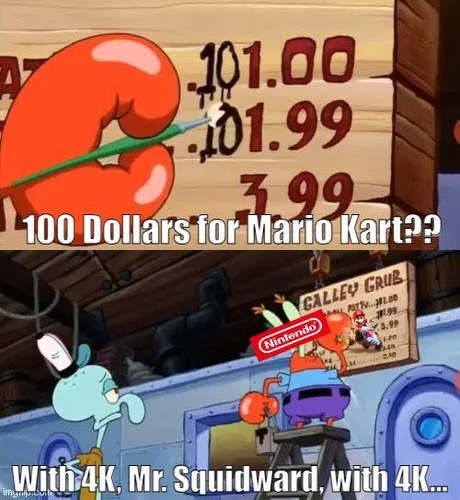 .101.00
.101.99
3.99
100 Dollars for Mario Kart??
GALLEY GRUB
Nintendo
With 4K, Mr. Squidward, with 4K...
imgflip.com